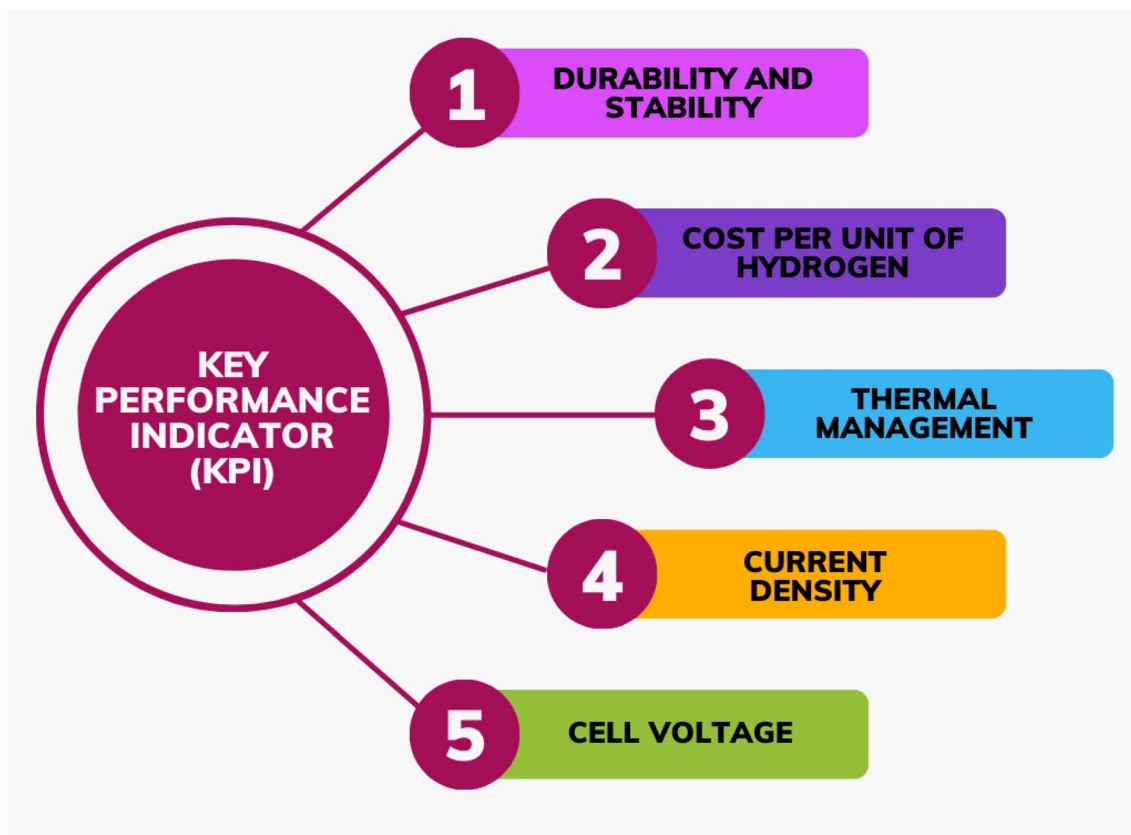 KEY
PERFORMANCE
INDICATOR
(KPI)
1
DURABILITY AND
STABILITY
2
COST PER UNIT OF
HYDROGEN
3
THERMAL
MANAGEMENT
4
CURRENT
DENSITY
5
CELL VOLTAGE